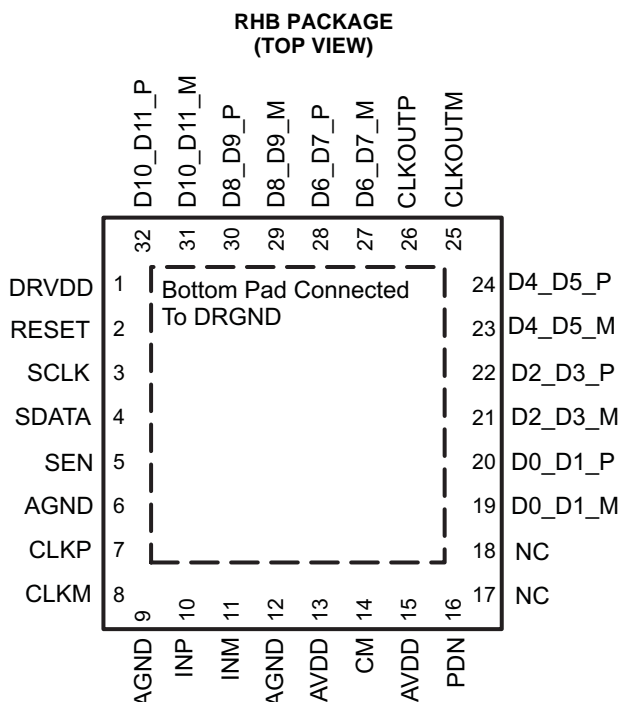 RHB PACKAGE
(TOP VIEW)
D10_D11_P
D10_D11_M
D8_D9_P
D8_D9_M
D6_D7_P
D6_D7_M
CLKOUTP
CLKOUTM
32
31
30
29
28
27
26
25
DRVDD 1
RESET 2
SCLK 3
SDATA 4
SEN 5
AGND 6
CLKP 7
CLKM 8
Bottom Pad Connected
To DRGND
24 D4_D5_P
23 D4_D5_M
22 D2_D3_P
21 D2_D3_M
20 D0_D1_P
19 D0_D1_M
18 NC
17 NC
9
10
11
12
13
14
15
16
AGND
INP
INM
AGND
AVDD
CM
AVDD
PDN